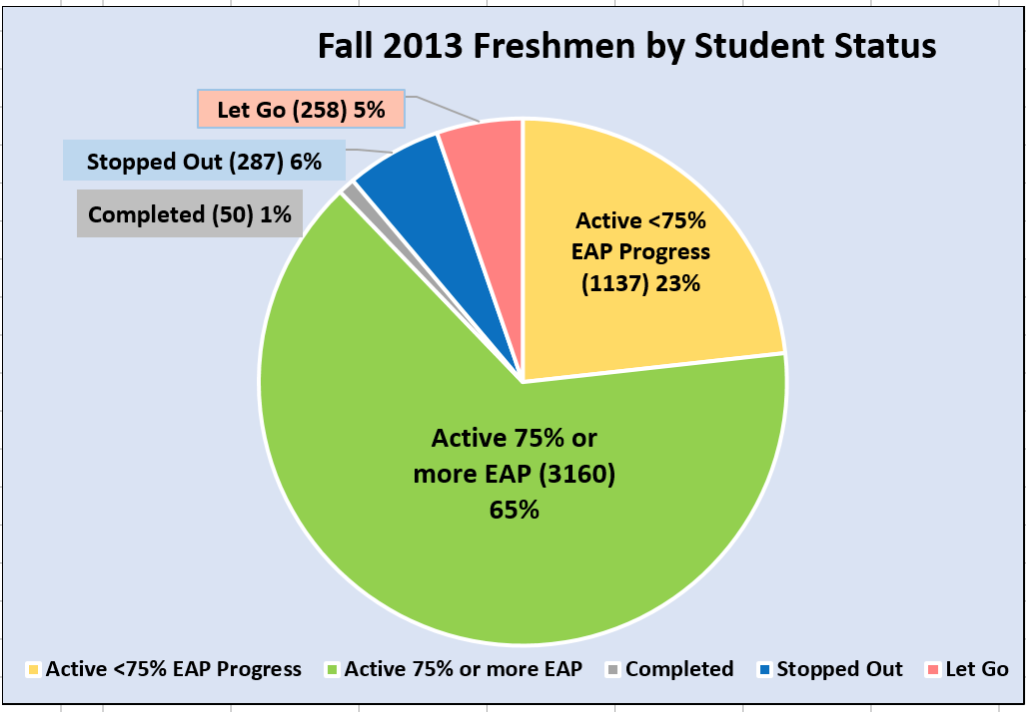 Fall 2013 Freshmen by Student Status
Let Go (258) 5%
Stopped Out (287) 6%
Completed (50) 1%
Active <75%
EAP Progress
(1137) 23%
Active 75% or
more EAP (3160)
65%
Active <75% EAP Progress
Active 75% or more EAP
Completed
Stopped Out
Let Go